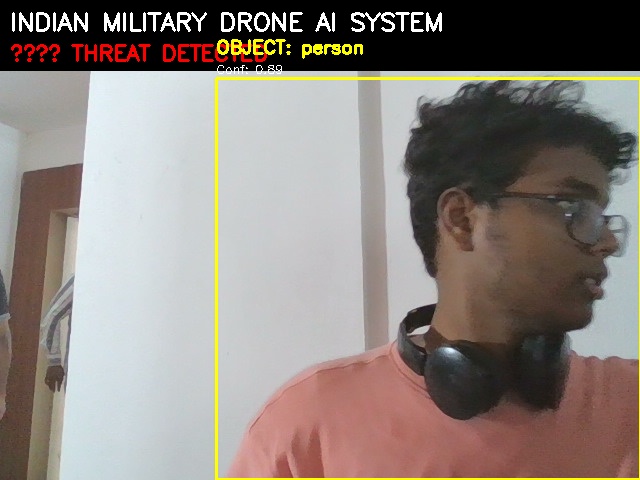 INDIAN MILITARY DRONE AI SYSTEM
???? THREAT DETECTED
OBJECT: person
Conf: 0.89